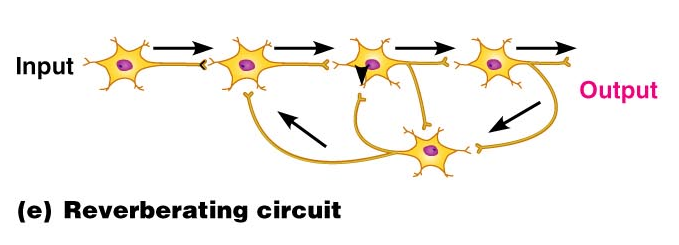 Input
Output
(e) Reverberating circuit